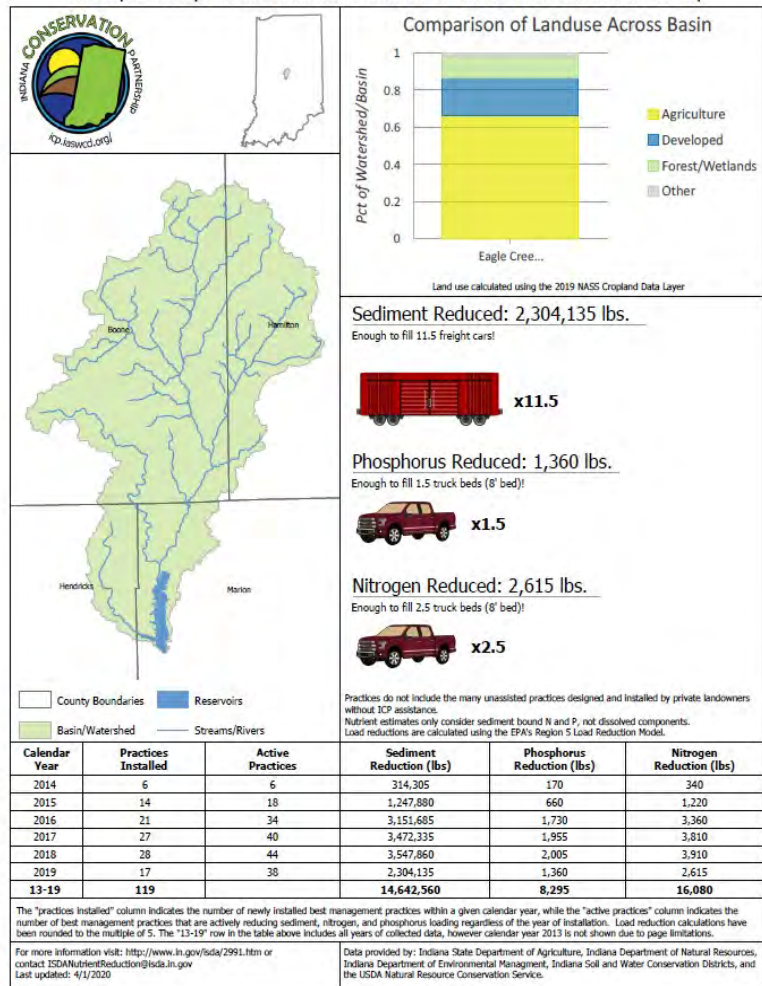 INDIANA CONSERVATION PARTNERSHIP
icp.iaswcd.org/
Comparison of Landuse Across Basin
Pct of Watershed/Basin
1
0.8
0.6
0.4
0.2
0
Eagle Cree...
Agriculture
Developed
Forest/Wetlands
Other
Land use calculated using the 2019 NASS Cropland Data Layer
Boone
Hamilton
Hendricks
Marion
County Boundaries
Reservoirs
Basin/Watershed
Streams/Rivers
Sediment Reduced: 2,304,135 lbs.
Enough to fill 11.5 freight cars!
x11.5
Phosphorus Reduced: 1,360 lbs.
Enough to fill 1.5 truck beds (8' bed)!
x1.5
Nitrogen Reduced: 2,615 lbs.
Enough to fill 2.5 truck beds (8' bed)!
x2.5
Practices do not include the many unassisted practices designed and installed by private landowners
without ICP assistance.
Nutrient estimates only consider sediment bound N and P, not dissolved components.
Load reductions are calculated using the EPA's Region 5 Load Reduction Model.
Calendar Year Practices Installed Active Practices Sediment Reduction (lbs) Phosphorus Reduction (lbs) Nitrogen Reduction (lbs)
2014 6 6 314,305 170 340
2015 14 18 1,247,880 660 1,220
2016 21 34 3,151,685 1,730 3,360
2017 27 40 3,472,335 1,955 3,810
2018 28 44 3,547,860 2,005 3,910
2019 17 38 2,304,135 1,360 2,615
13-19 119 14,642,560 8,295 16,080
The "practices installed" column indicates the number of newly installed best management practices within a given calendar year, while the "active practices" column indicates the
number of best management practices that are actively reducing sediment, nitrogen, and phosphorus loading regardless of the year of installation. Load reduction calculations have
been rounded to the multiple of 5. The "13-19" row in the table above includes all years of collected data, however calendar year 2013 is not shown due to page limitations.
For more information visit: http://www.in.gov/isda/2991.htm or
contact ISDANutrientReduction@isda.in.gov
Last updated: 4/1/2020
Data provided by: Indiana State Department of Agriculture, Indiana Department of Natural Resources,
Indiana Department of Environmental Managment, Indiana Soil and Water Conservation Districts, and
the USDA Natural Resource Conservation Service.